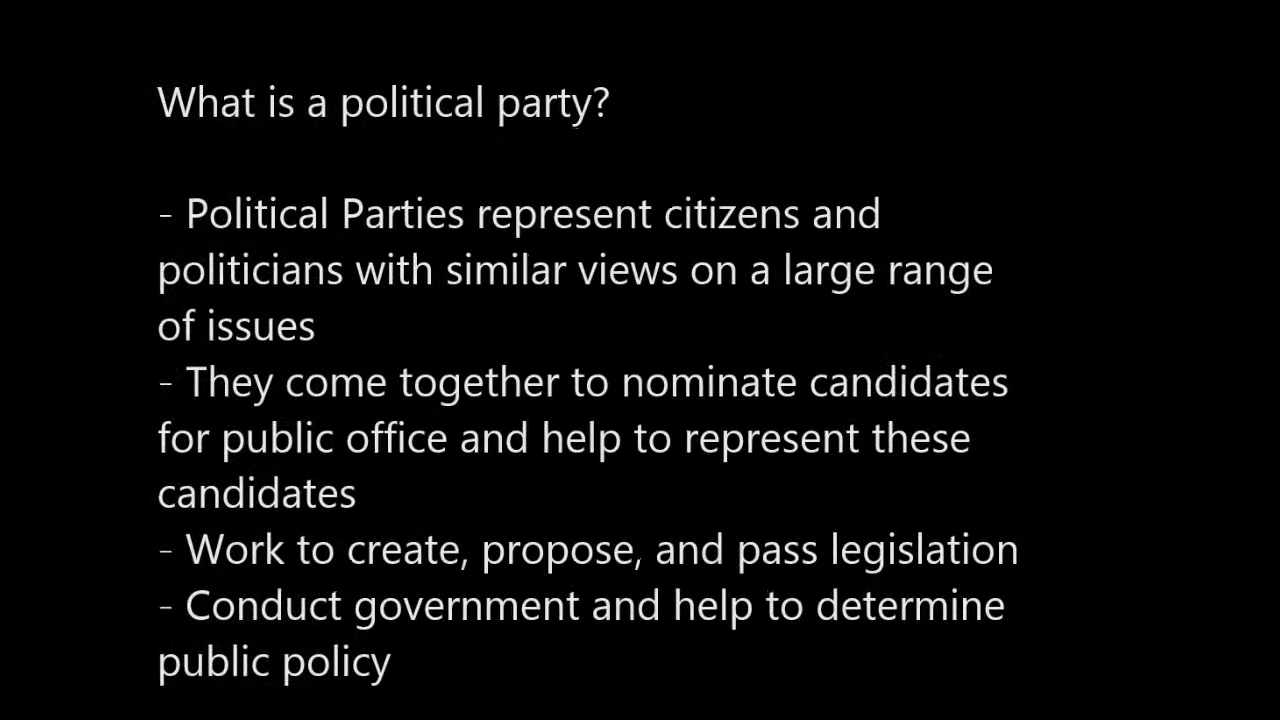 What is a political party?
- Political Parties represent citizens and
politicians with similar views on a large range
of issues
- They come together to nominate candidates
for public office and help to represent these
candidates
- Work to create, propose, and pass legislation
- Conduct government and help to determine
public policy